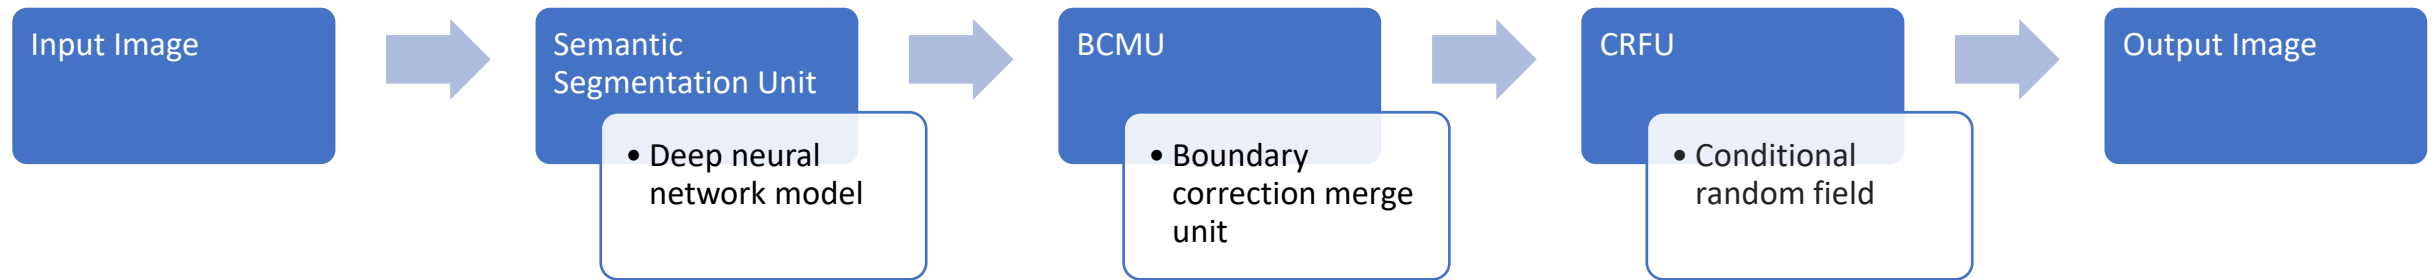 Input Image
Semantic
Segmentation Unit
• Deep neural
network model
BCMU
• Boundary
correction merge
unit
CRFU
• Conditional
random field
Output Image